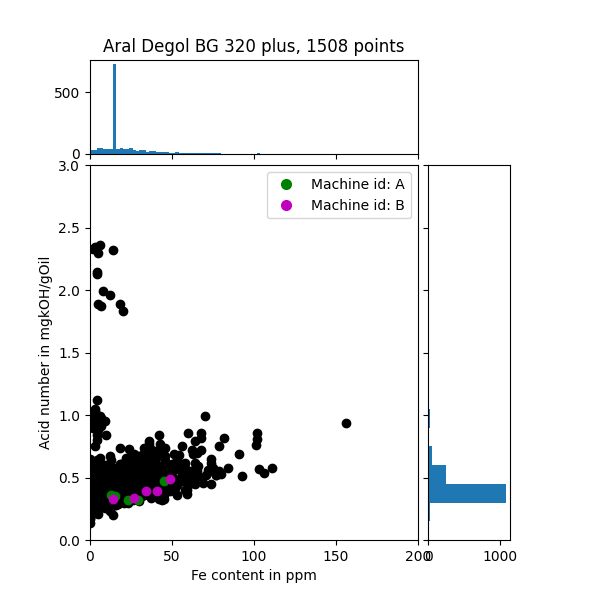 Aral Degol BG 320 plus, 1508 points
500
0
3.0
2.5
2.0
1.5
1.0
0.5
0.0
Acid number in mgkOH/gOil
Machine id: A
Machine id: B
0 50 100 150 200
0 1000
Fe content in ppm